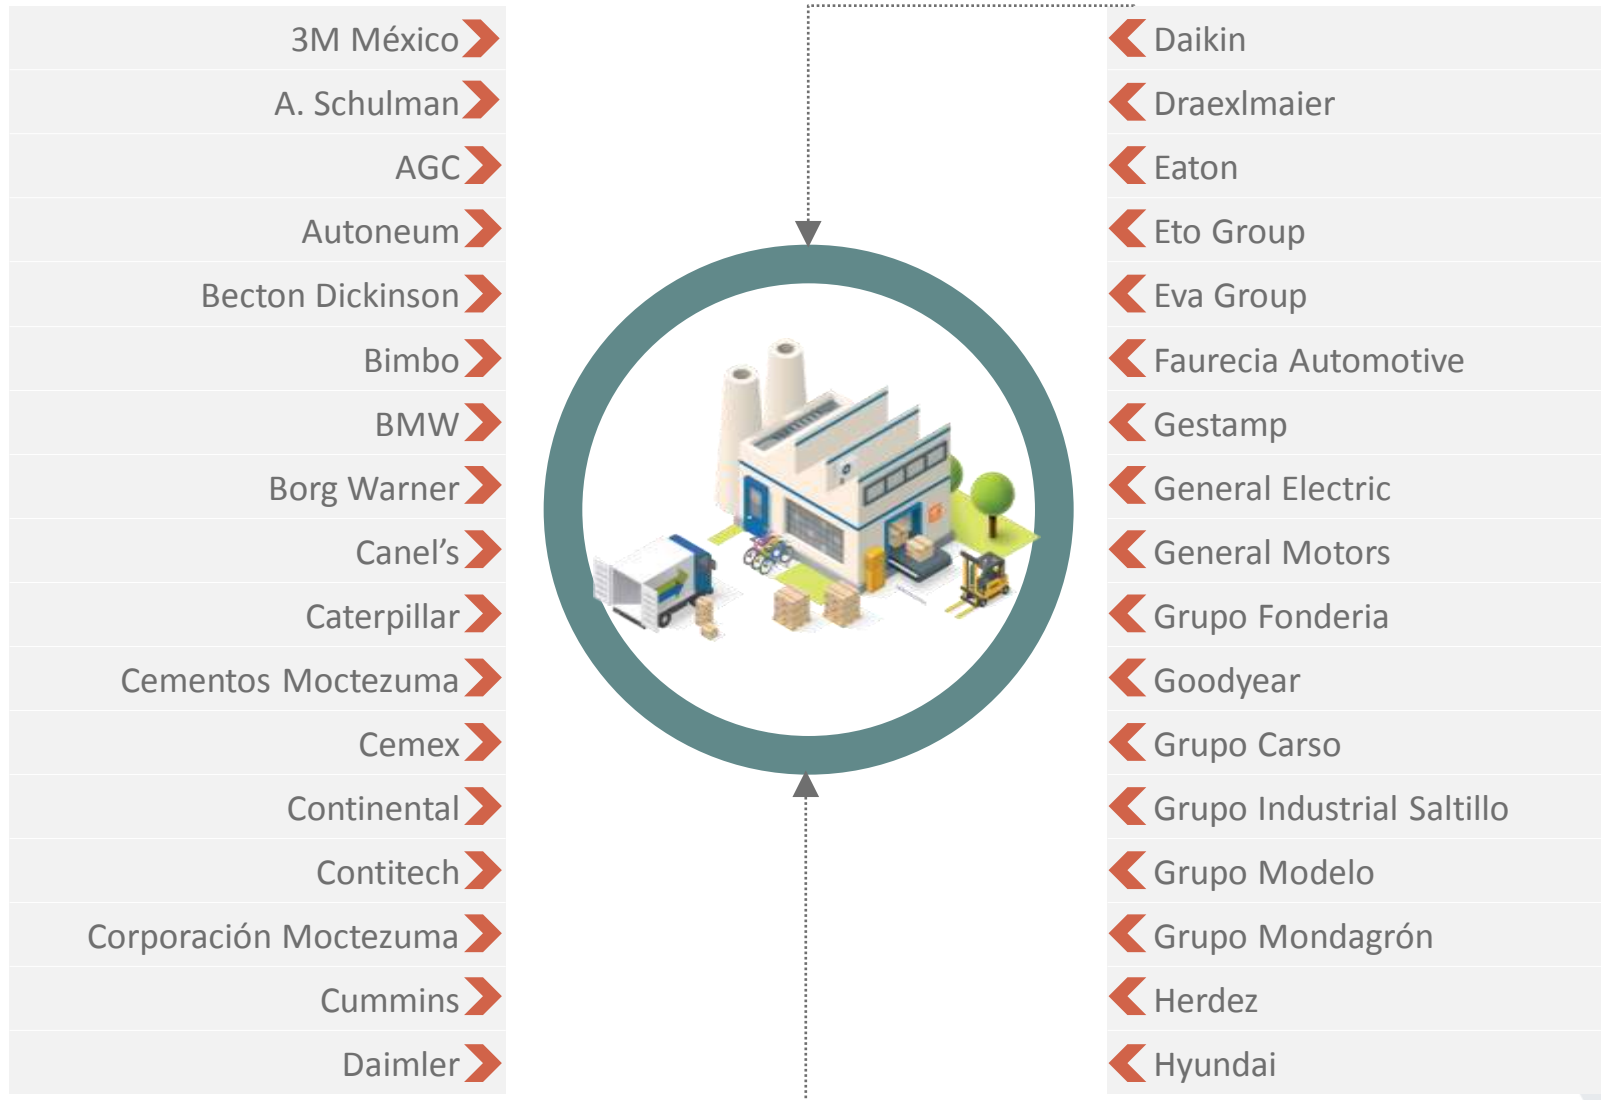 3M México
A. Schulman
AGC
Autoneum
Becton Dickinson
Bimbo
BMW
Borg Warner
Canel’s
Caterpillar
Cementos Moctezuma
Cemex
Continental
Contitech
Corporación Moctezuma
Cummins
Daimler
Daikin
Draexlmaier
Eaton
Eto Group
Eva Group
Faurecia Automotive
Gestamp
General Electric
General Motors
Grupo Fonderia
Goodyear
Grupo Carso
Grupo Industrial Saltillo
Grupo Modelo
Grupo Mondagrón
Herdez
Hyundai